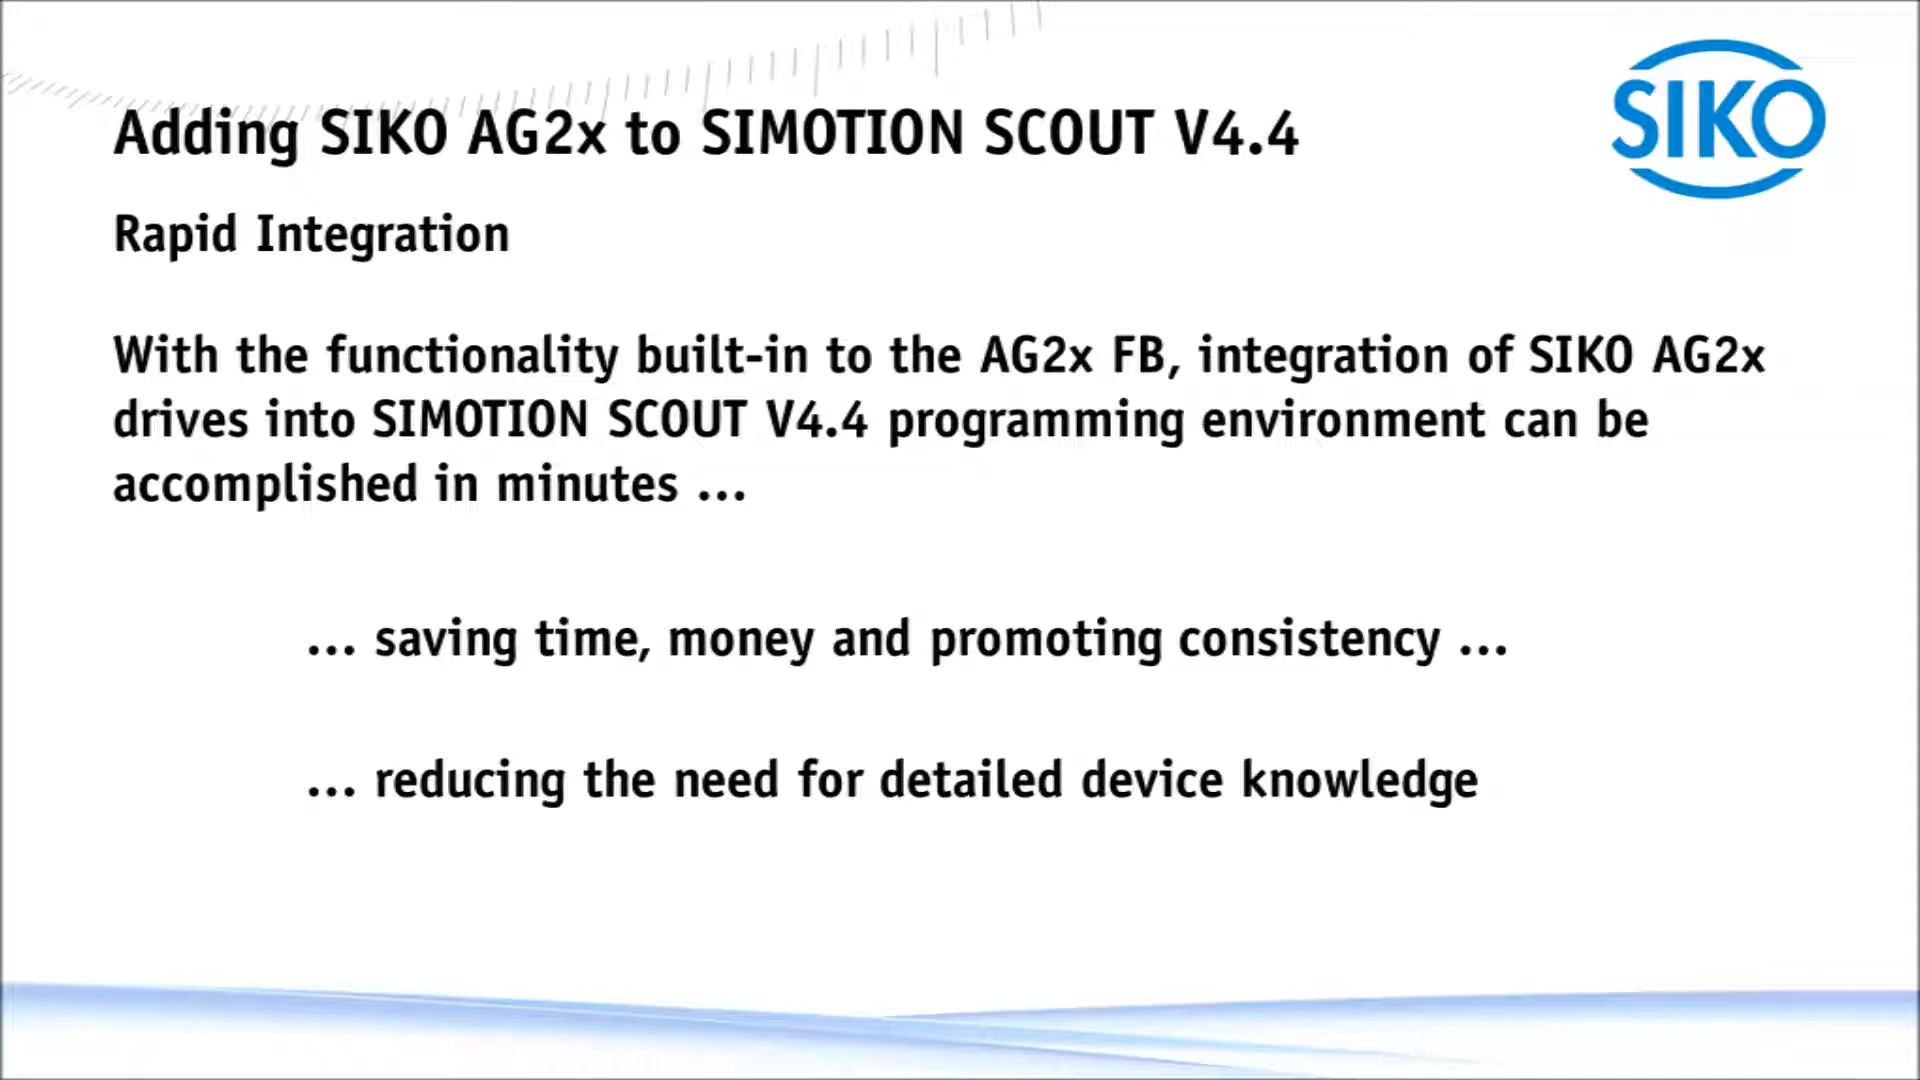 Adding SIKO AG2x to SIMOTION SCOUT V4.4
SIKO
Rapid Integration
With the functionality built-in to the AG2x FB, integration of SIKO AG2x
drives into SIMOTION SCOUT V4.4 programming environment can be
accomplished in minutes ...
... saving time, money and promoting consistency ...
... reducing the need for detailed device knowledge